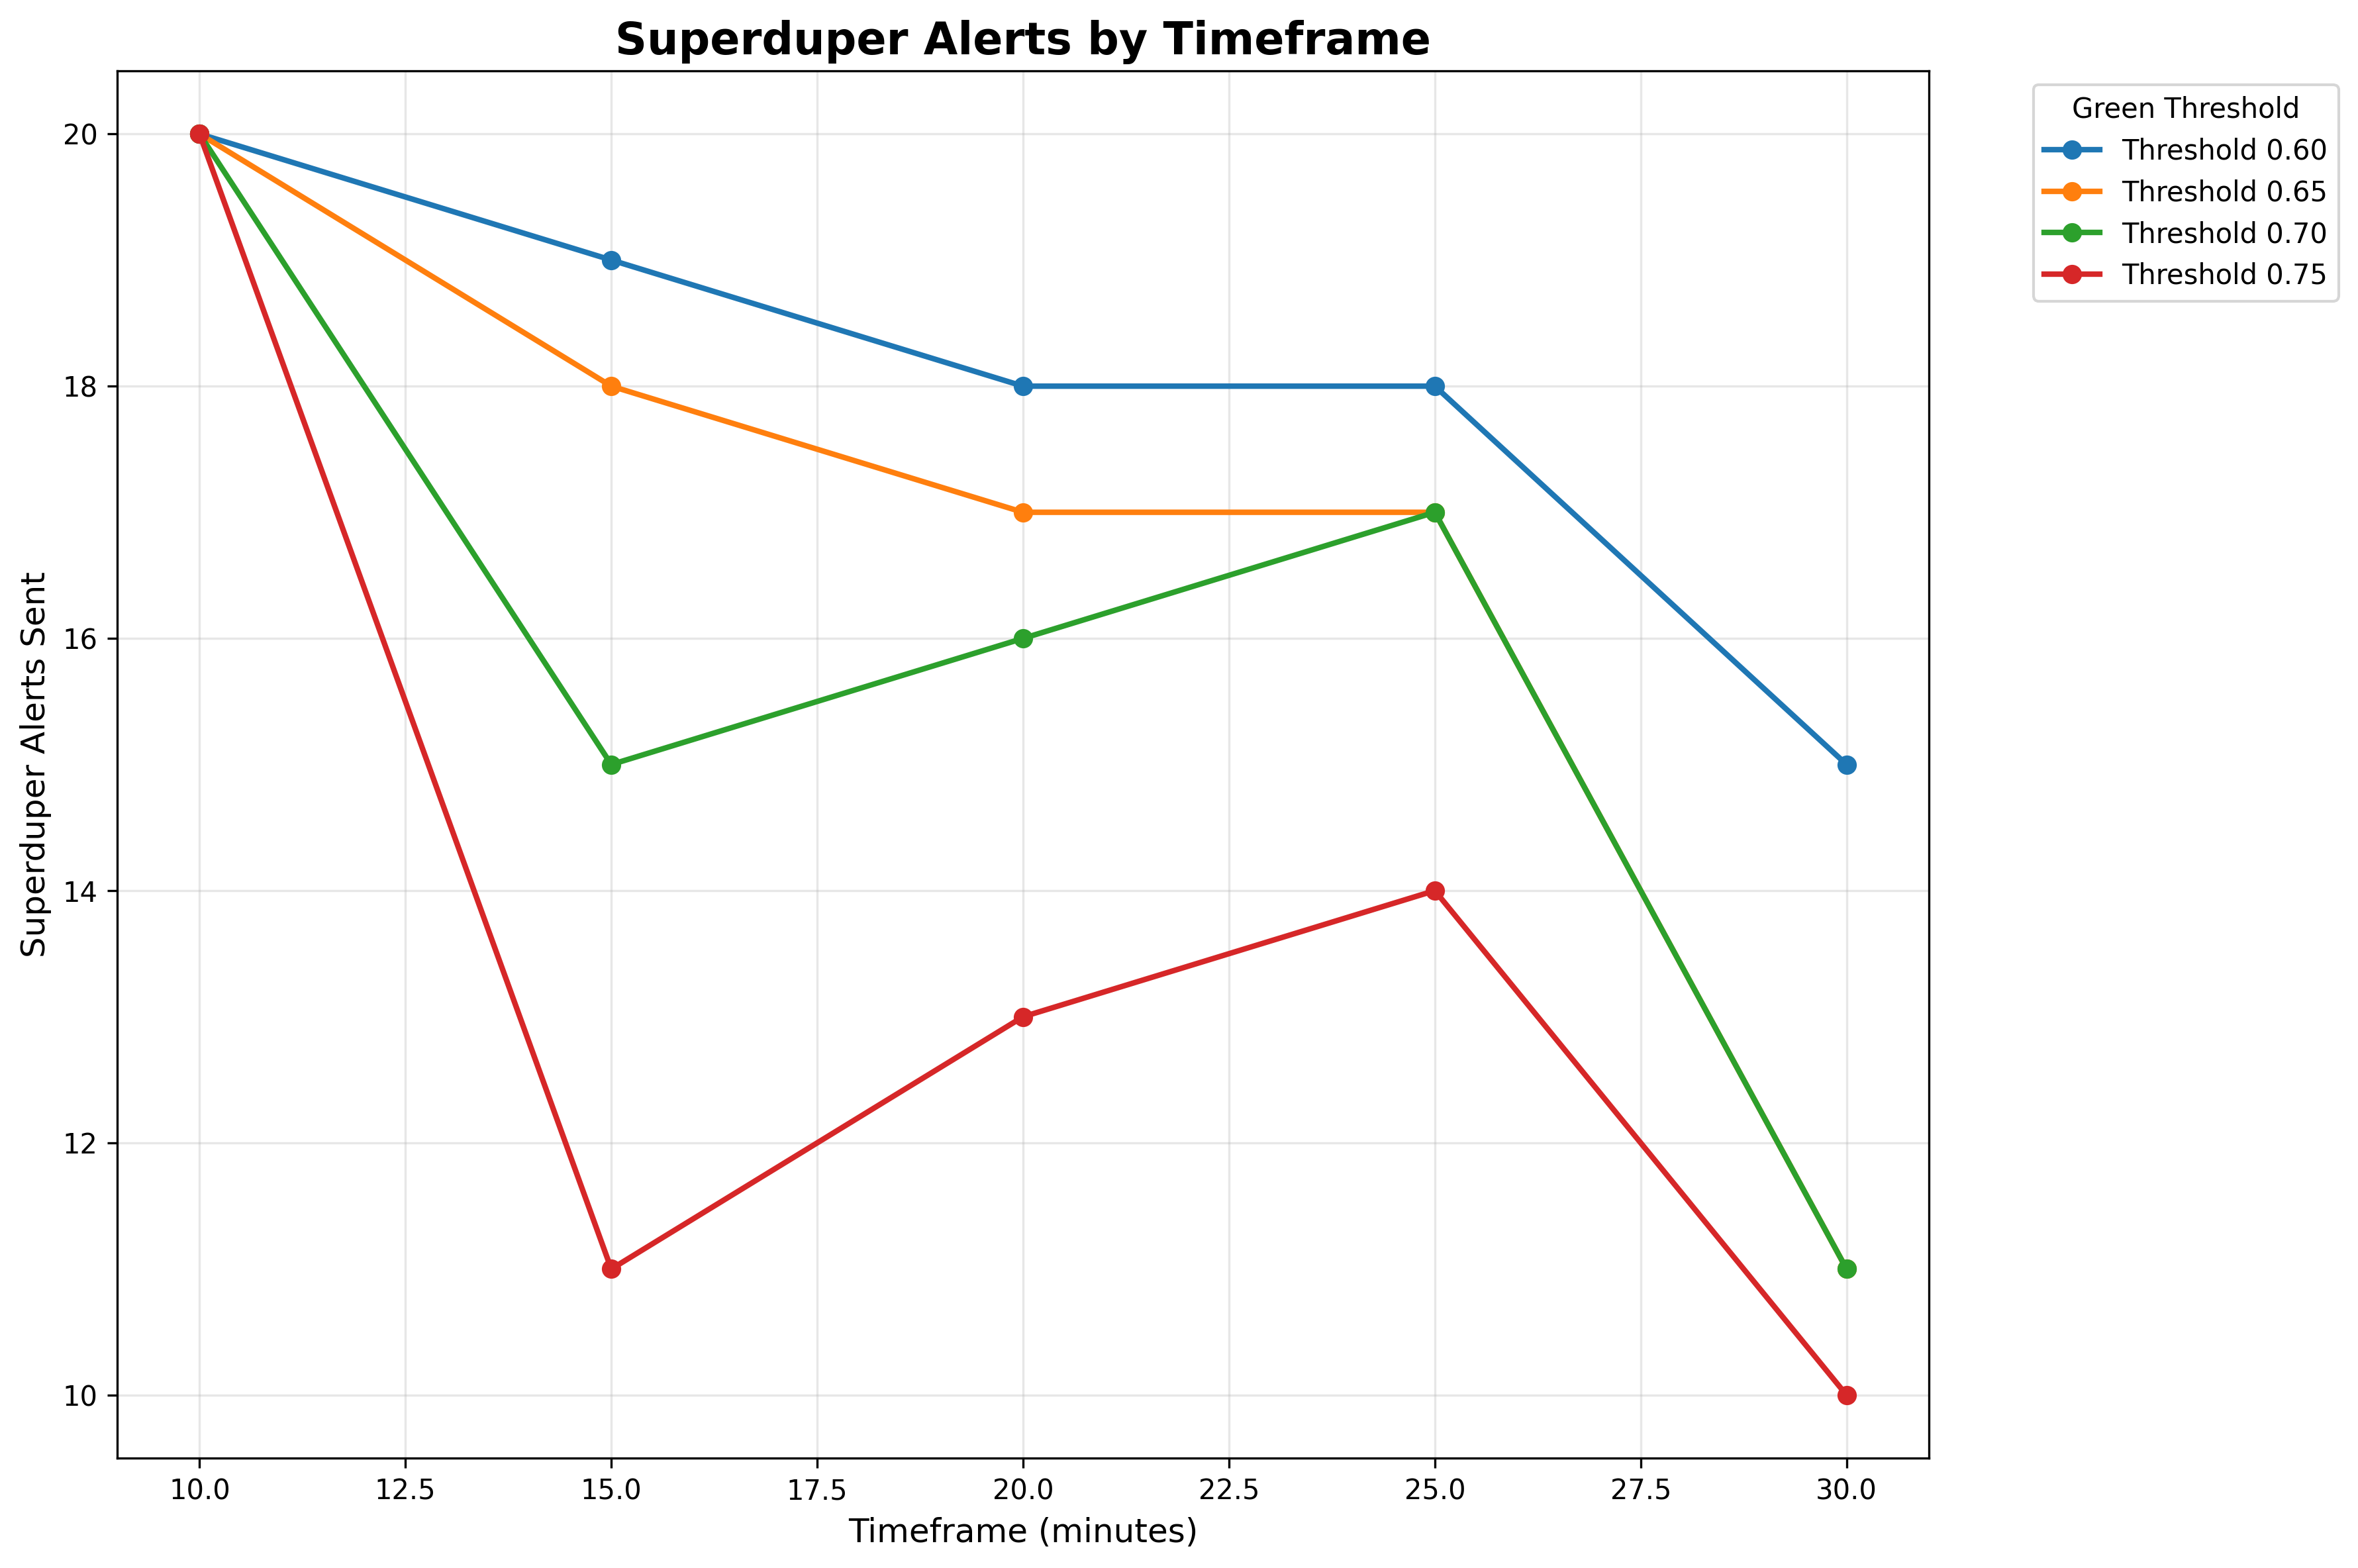 Superduper Alerts by Timeframe
Superduper Alerts Sent
20
18
16
14
12
10
10.0 12.5 15.0 17.5 20.0 22.5 25.0 27.5 30.0
Timeframe (minutes)
Green Threshold
Threshold 0.60
Threshold 0.65
Threshold 0.70
Threshold 0.75